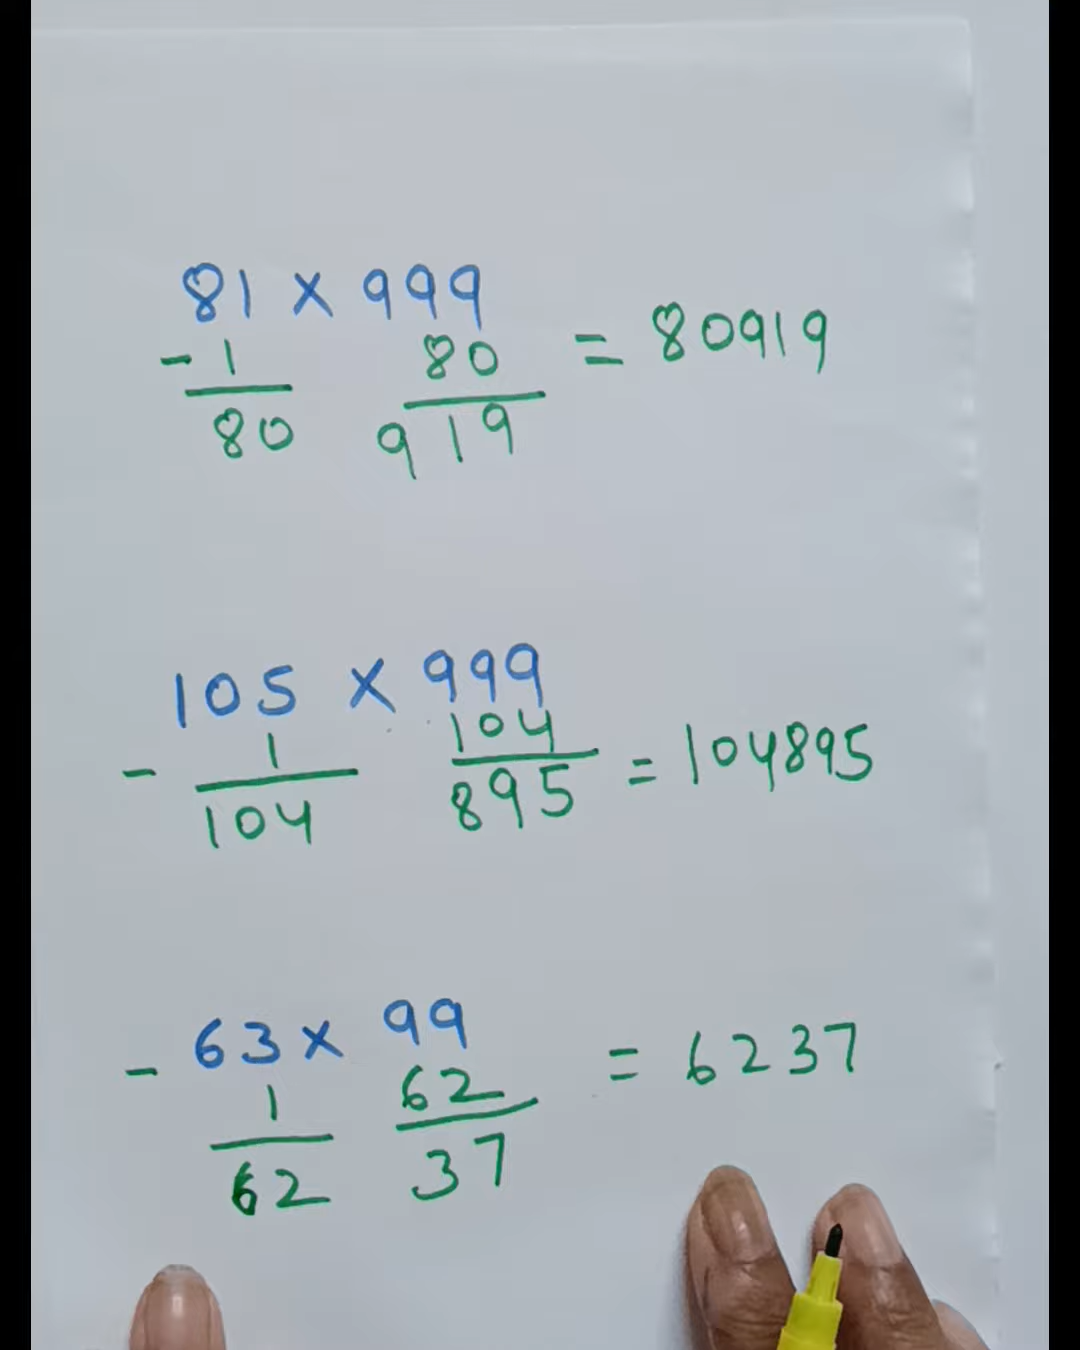 81 × 999
- 1 80 = 80919
80 919
105 × 999
- 1 104
104 895 = 104895
- 63 × 99 = 6237
1 62
62 37